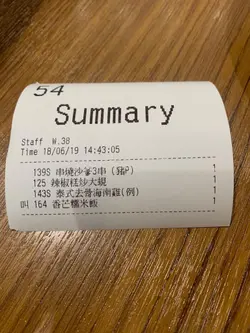 54
Summary
Staff W.38
Time 18/06/19 14:43:05
139S 串燒沙爹3串 (豬) 1
125 辣椒糕炒大蜆 1
143S 泰式去骨海南雞(例) 1
叫 164 香芒糯米飯 1